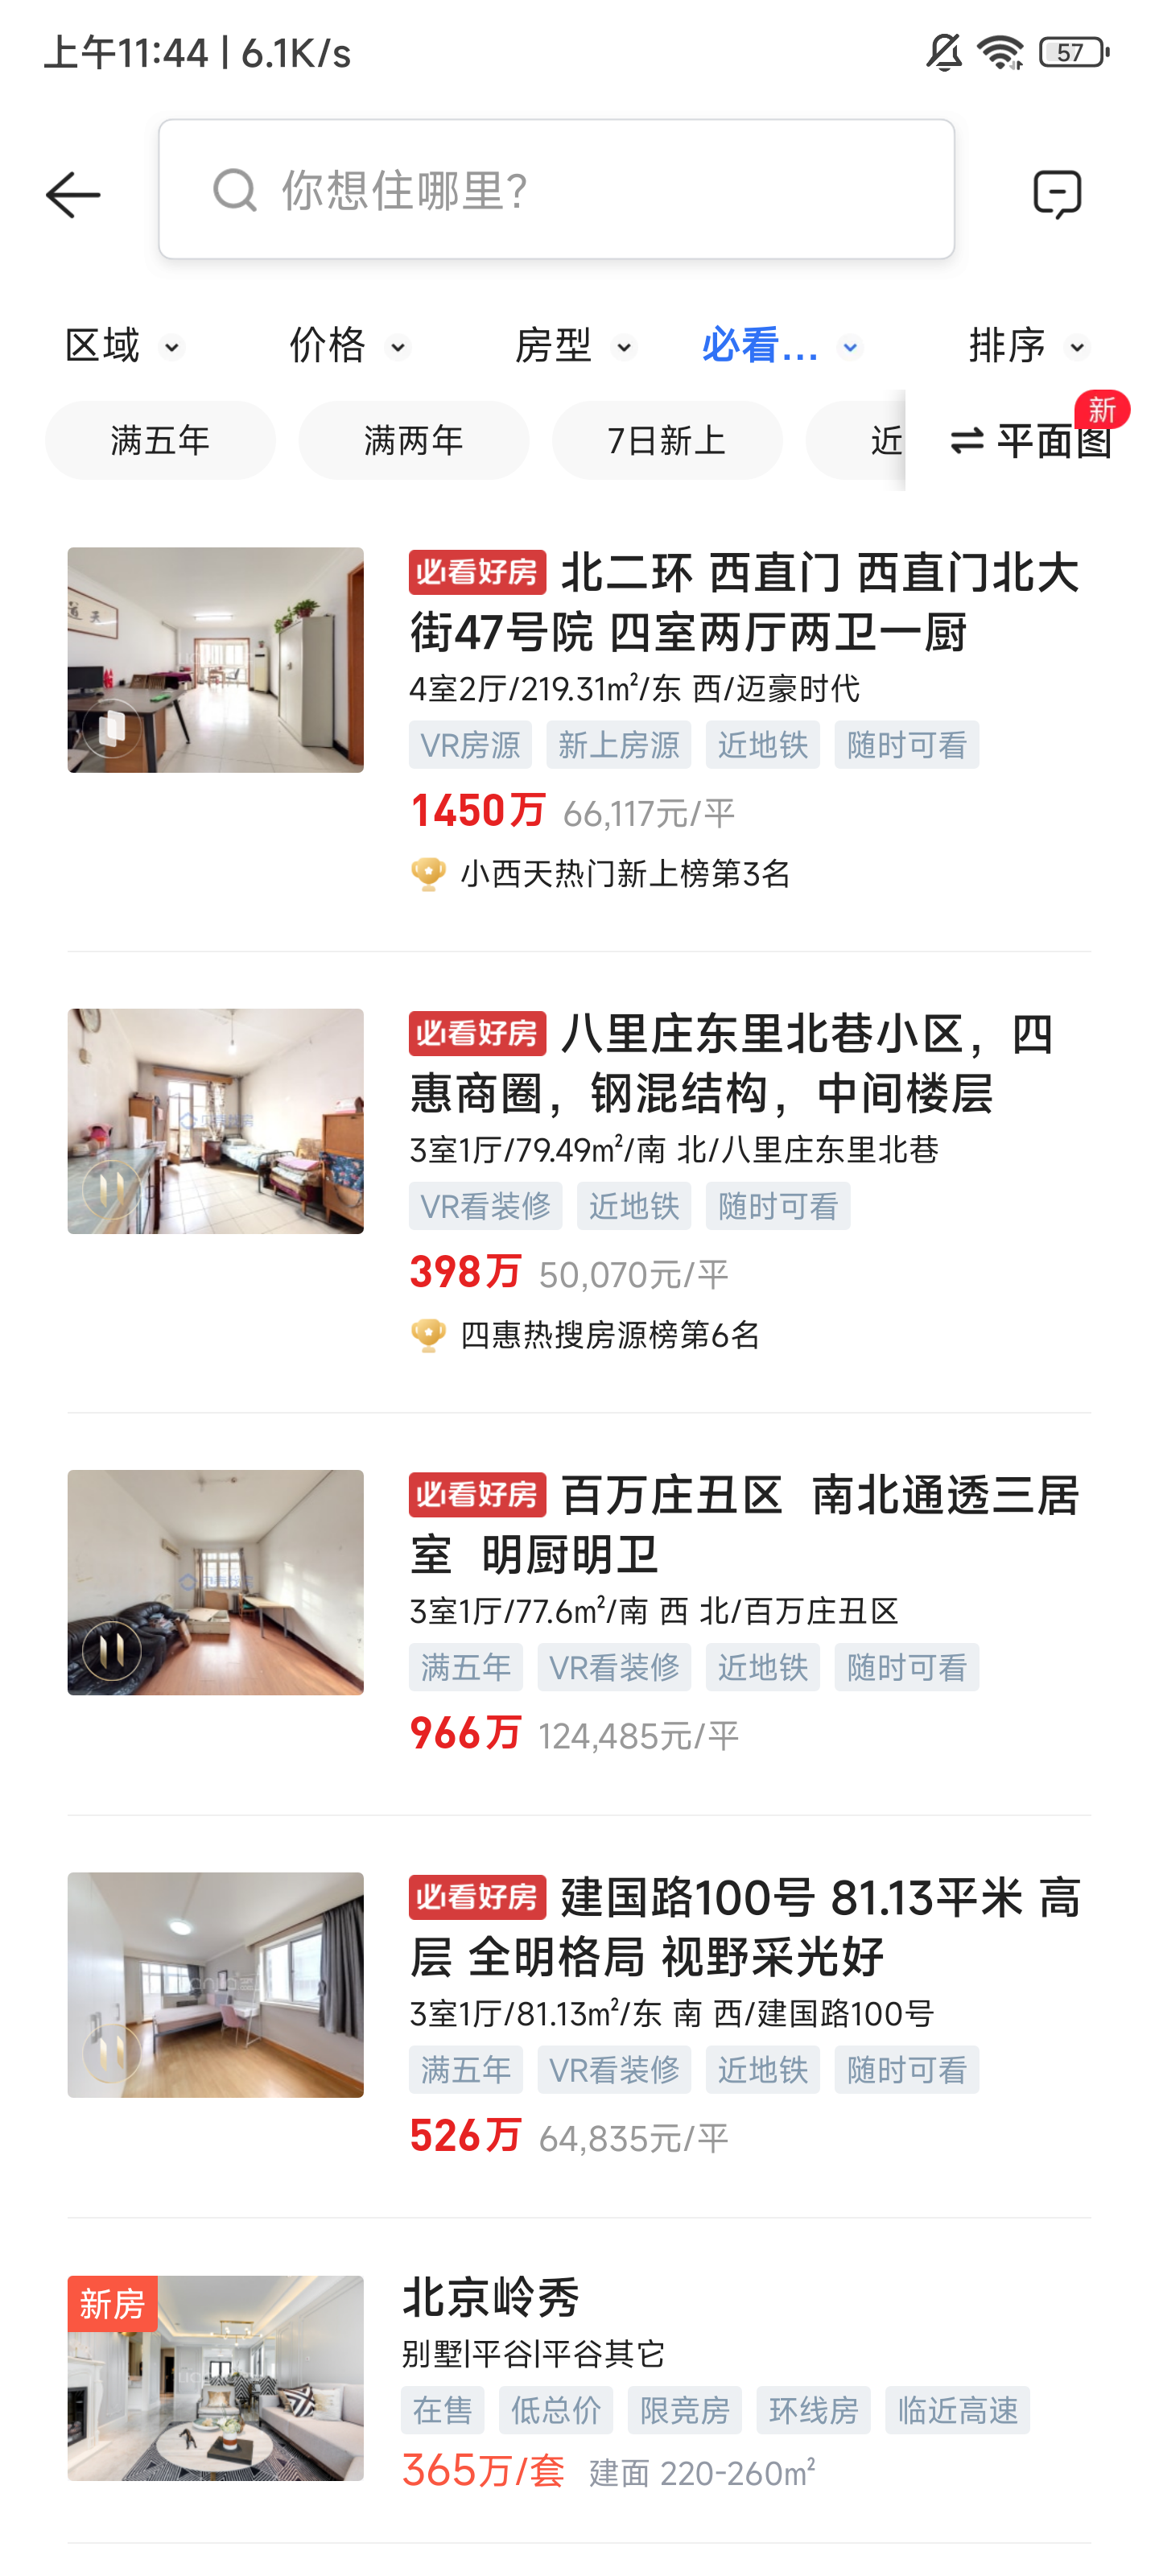 上午11:44 | 6.1K/s
57
你想住哪里?
区域 价格 房型 必看... 排序
满五年 满两年 7日新上 近 平面图 新
必看好房 北二环 西直门 西直门北大
街47号院 四室两厅两卫一厨
4室2厅/219.31m²/东 西/迈豪时代
VR房源 新上房源 近地铁 随时可看
1450万 66,117元/平
小西天热门新上榜第3名
必看好房 八里庄东里北巷小区，四
惠商圈，钢混结构，中间楼层
3室1厅/79.49m²/南 北/八里庄东里北巷
VR看装修 近地铁 随时可看
398万 50,070元/平
四惠热搜房源榜第6名
必看好房 百万庄丑区 南北通透三居
室 明厨明卫
3室1厅/77.6m²/南 西 北/百万庄丑区
满五年 VR看装修 近地铁 随时可看
966万 124,485元/平
必看好房 建国路100号 81.13平米 高
层 全明格局 视野采光好
3室1厅/81.13m²/东 南 西/建国路100号
满五年 VR看装修 近地铁 随时可看
526万 64,835元/平
新房
北京岭秀
别墅|平谷|平谷其它
在售 低总价 限竞房 环线房 临近高速
365万/套 建面 220-260m²